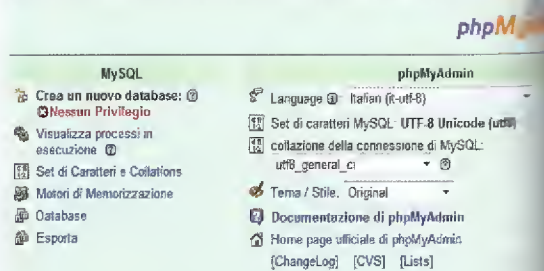 phpM
MySQL
Crea un nuovo database:
Nessun Privilegio
Visualizza processi in
esecuzione
Set di Caratteri e Collations
Motori di Memorizzazione
Database
Esporta
phpMyAdmin
Language: Italian (it-utf-8)
Set di caratteri MySQL: UTF-8 Unicode (utf8)
collazione della connessione di MySQL:
utf8_general_ci
Tema / Stile: Original
Documentazione di phpMyAdmin
Home page ufficiale di phpMyAdmin
[ChangeLog] [CVS] [Lists]